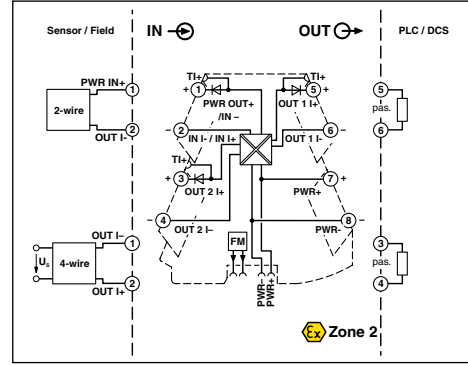 Sensor / Field
IN
OUT
PLC / DCS
PWR IN+
1
2-wire
2
OUT I-
TI+
+
1
PWR OUT+
/IN –
TI+
5
+
OUT 1 I+
–
2
IN I-/ IN I+
OUT 1 I-
6
–
TI+
+
3
OUT 2 I+
7
+
PWR+
–
4
OUT 2 I–
8
–
PWR-
5
pas.
6
OUT I–
1
Us
4-wire
2
OUT I+
FM
PWR-
PWR+
3
pas.
4
Ex
Zone 2